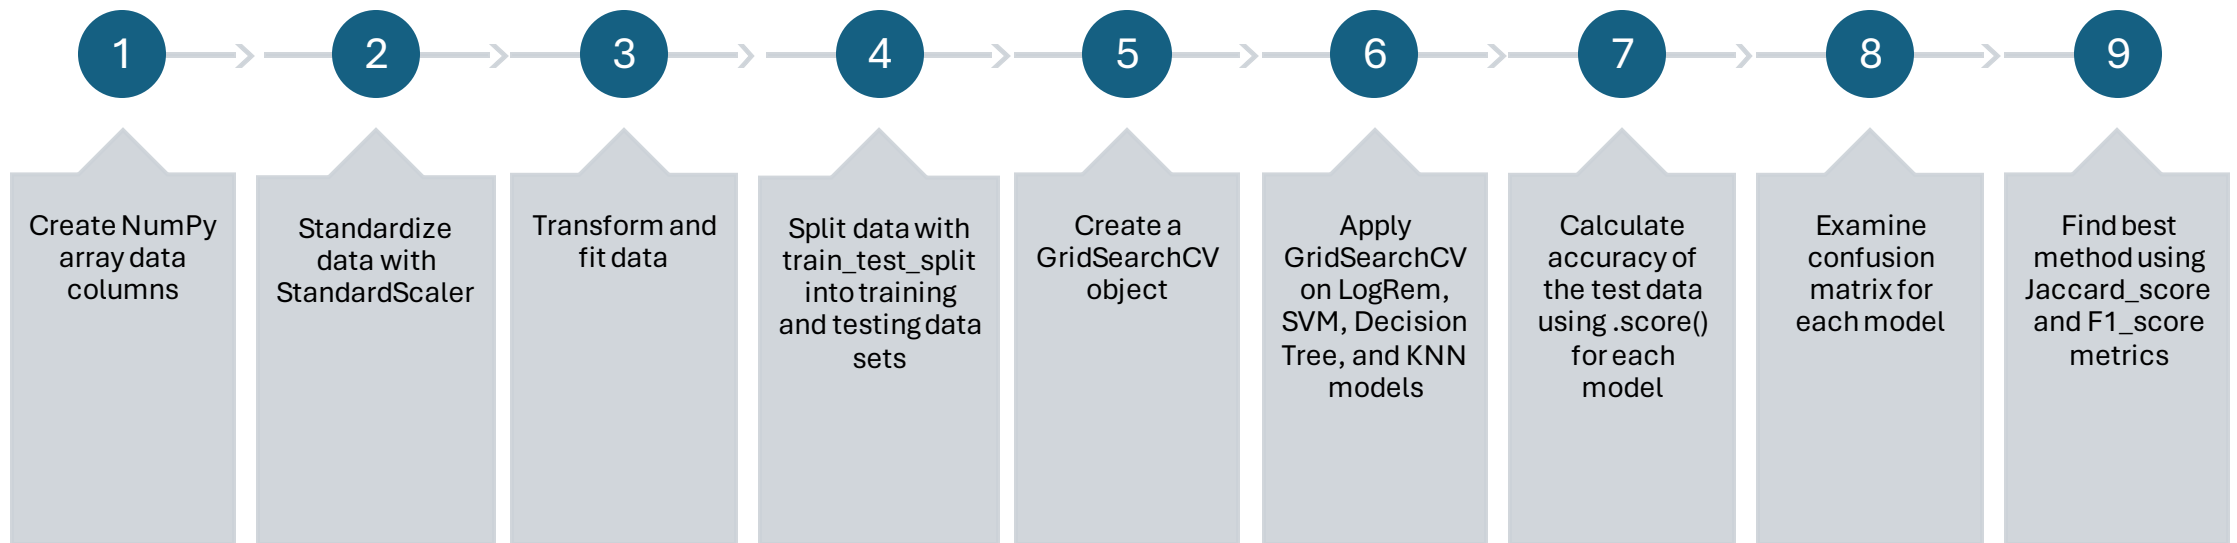 1
2
3
4
5
6
7
8
9
Create NumPy
array data
columns
Standardize
data with
StandardScaler
Transform and
fit data
Split data with
train_test_split
into training
and testing data
sets
Create a
GridSearchCV
object
Apply
GridSearchCV
on LogRem,
SVM, Decision
Tree, and KNN
models
Calculate
accuracy of
the test data
using .score()
for each
model
Examine
confusion
matrix for
each model
Find best
method using
Jaccard_score
and F1_score
metrics